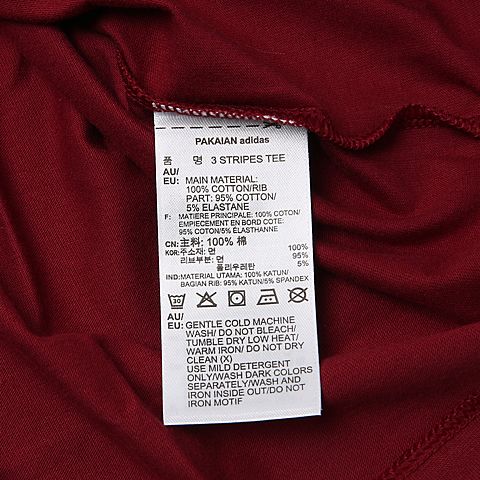 PAKAIAN adidas
품 명 3 STRIPES TEE
AU/
EU: MAIN MATERIAL:
100% COTTON/RIB
PART: 95% COTTON/
5% ELASTANE
F: MATIERE PRINCIPALE: 100% COTON/
EMPIECEMENT EN BORD COTE:
95% COTON/5% ÉLASTHANNE
CN: 主料: 100% 棉
KOR: 주소재: 면 100%
리브부분: 면 95%
폴리우레탄 5%
IND: MATERIAL UTAMA: 100% KATUN/
BAGIAN RIB: 95% KATUN/5% SPANDEX
30
AU/
EU: GENTLE COLD MACHINE
WASH/ DO NOT BLEACH/
TUMBLE DRY LOW HEAT/
WARM IRON/ DO NOT DRY
CLEAN (X)
USE MILD DETERGENT
ONLY/WASH DARK COLORS
SEPARATELY/WASH AND
IRON INSIDE OUT/DO NOT
IRON MOTIF